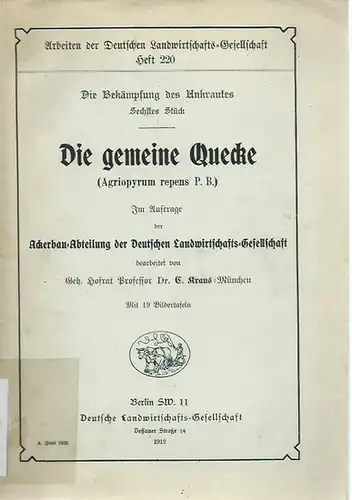 Arbeiten der Deutschen Landwirtschafts-Gesellschaft
Heft 220
Die Bekämpfung des Unkrautes
Sechstes Stück
Die gemeine Quecke
(Agriopyrum repens P. B.)
Im Auftrage
der
Ackerbau-Abteilung der Deutschen Landwirtschafts-Gesellschaft
bearbeitet von
Geh. Hofrat Professor Dr. C. Kraus-München
Mit 19 Bildertafeln
Berlin SW. 11
Deutsche Landwirtschafts-Gesellschaft
Dessauer Straße 14
1912